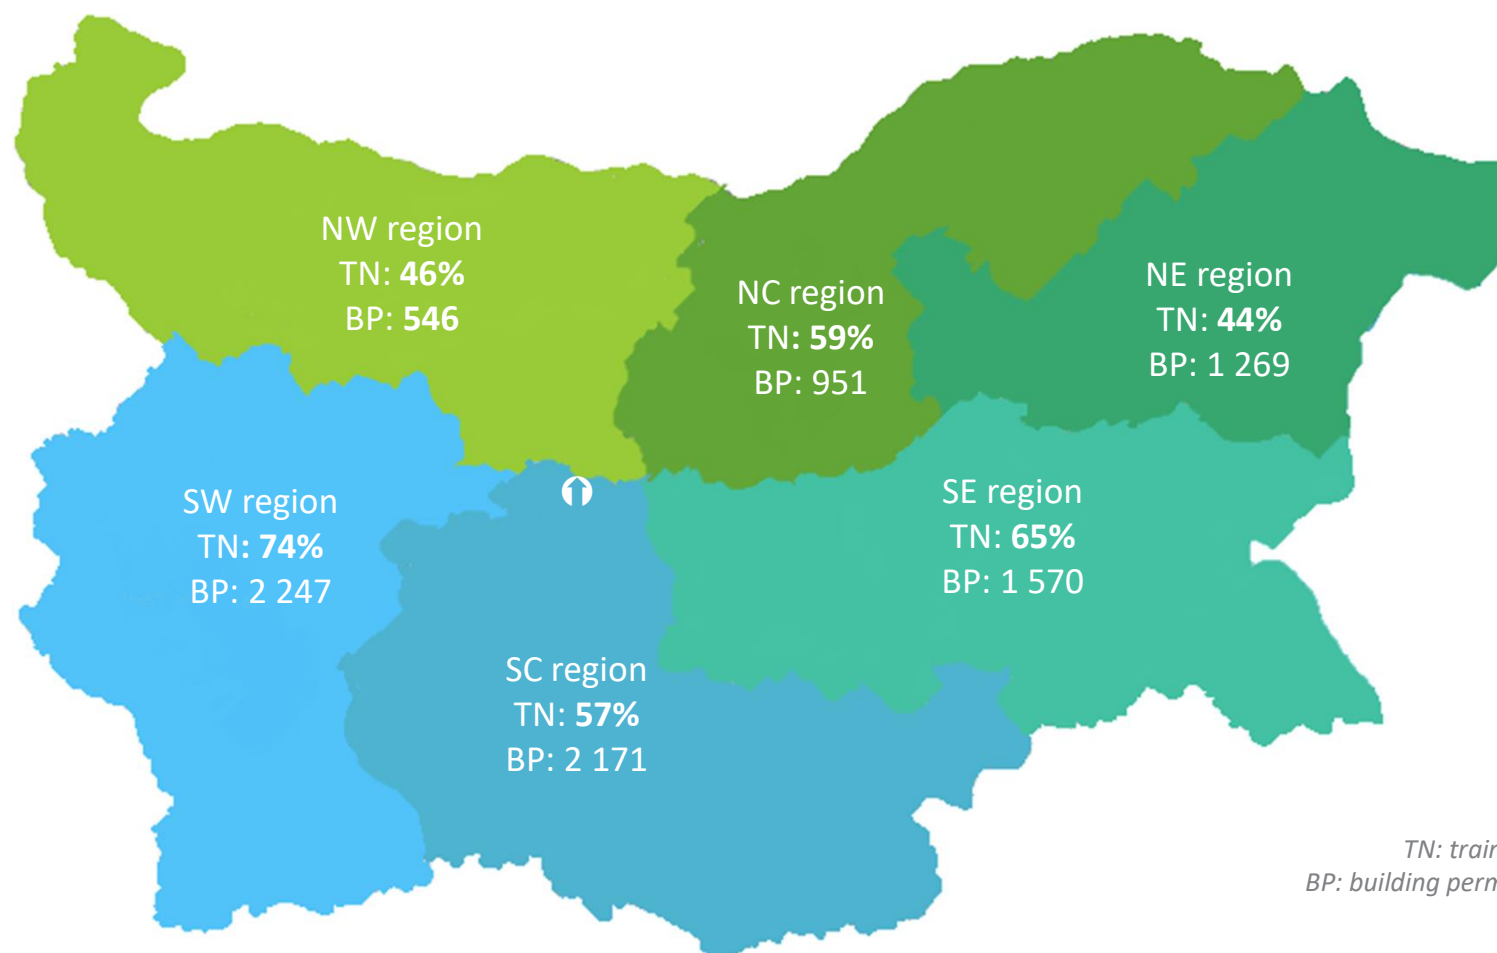 NW region
TN: 46%
BP: 546
NC region
TN: 59%
BP: 951
NE region
TN: 44%
BP: 1 269
SW region
TN: 74%
BP: 2 247
SE region
TN: 65%
BP: 1 570
SC region
TN: 57%
BP: 2 171
TN:
BP: building